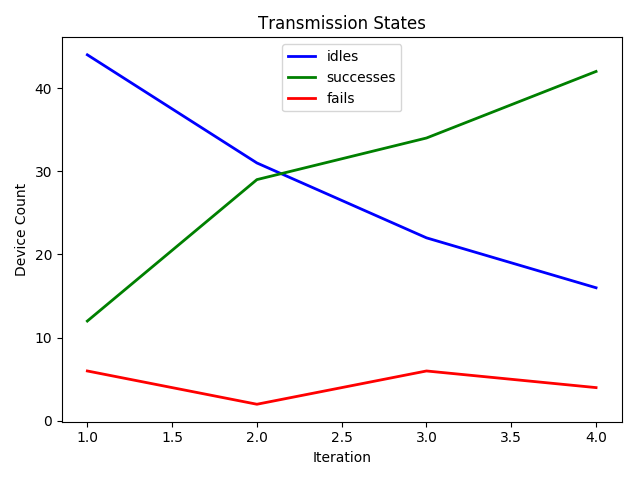 Transmission States
idles
successes
fails
Device Count
40
30
20
10
0
1.0 1.5 2.0 2.5 3.0 3.5 4.0
Iteration